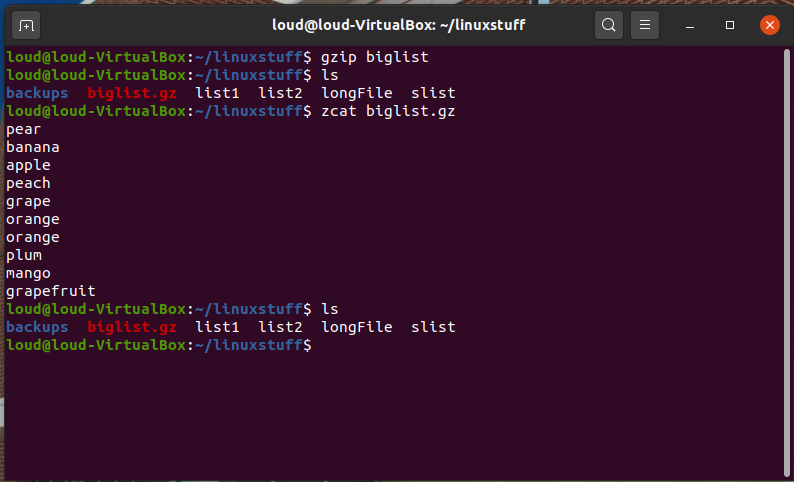 loud@loud-VirtualBox: ~/linuxstuff
loud@loud-VirtualBox:~/linuxstuff$ gzip biglist
loud@loud-VirtualBox:~/linuxstuff$ ls
backups  biglist.gz  list1  list2  longFile  slist
loud@loud-VirtualBox:~/linuxstuff$ zcat biglist.gz
pear
banana
apple
peach
grape
orange
orange
plum
mango
grapefruit
loud@loud-VirtualBox:~/linuxstuff$ ls
backups  biglist.gz  list1  list2  longFile  slist
loud@loud-VirtualBox:~/linuxstuff$